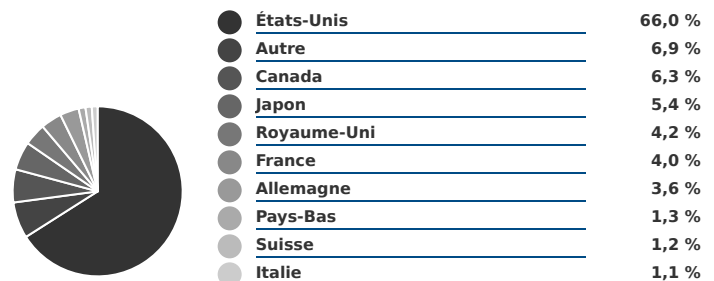 États-Unis 66,0 %
Autre 6,9 %
Canada 6,3 %
Japon 5,4 %
Royaume-Uni 4,2 %
France 4,0 %
Allemagne 3,6 %
Pays-Bas 1,3 %
Suisse 1,2 %
Italie 1,1 %